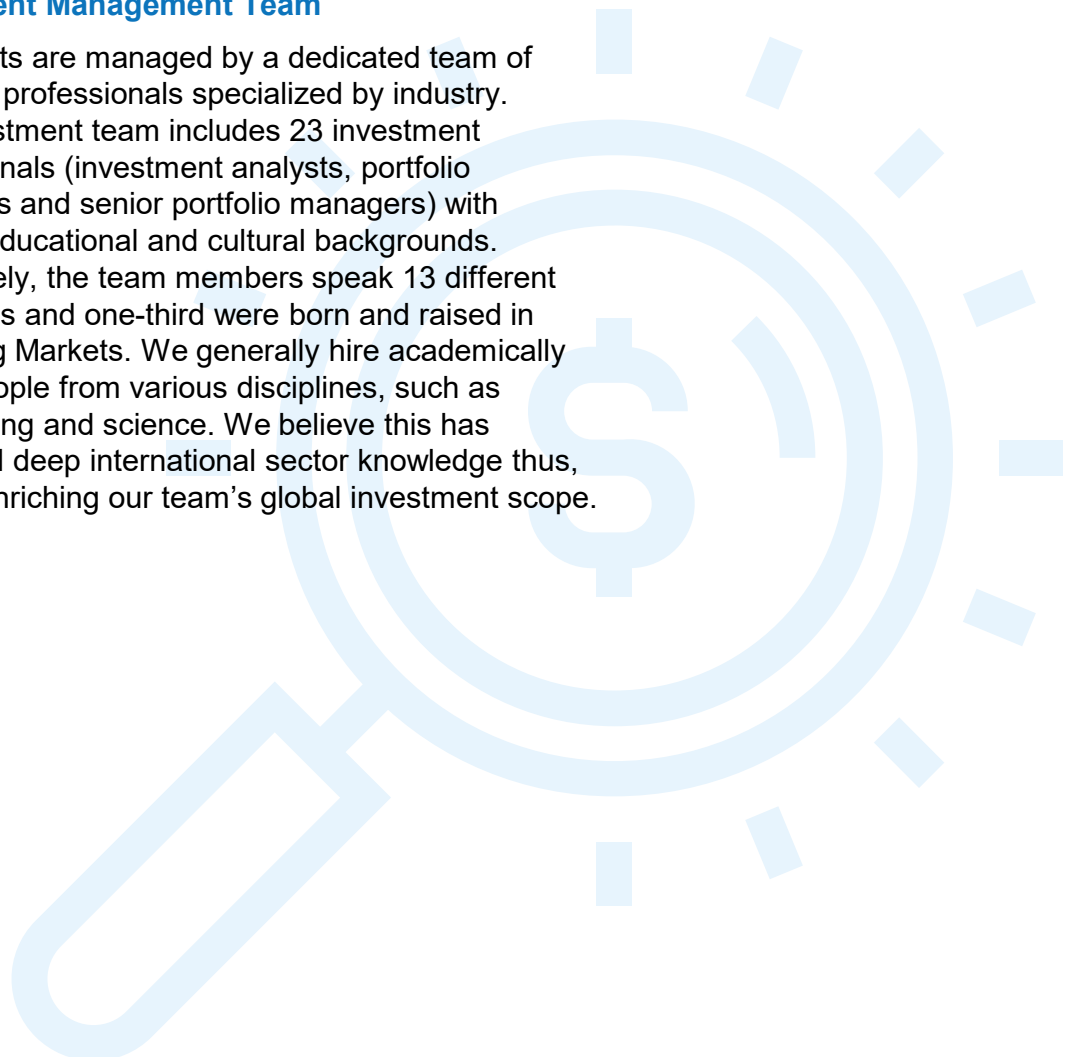 ent Management Team
ts are managed by a dedicated team of
professionals specialized by industry.
stment team includes 23 investment
nals (investment analysts, portfolio
s and senior portfolio managers) with
ducational and cultural backgrounds.
ely, the team members speak 13 different
s and one-third were born and raised in
g Markets. We generally hire academically
ople from various disciplines, such as
ing and science. We believe this has
l deep international sector knowledge thus,
nriching our team’s global investment scope.
$